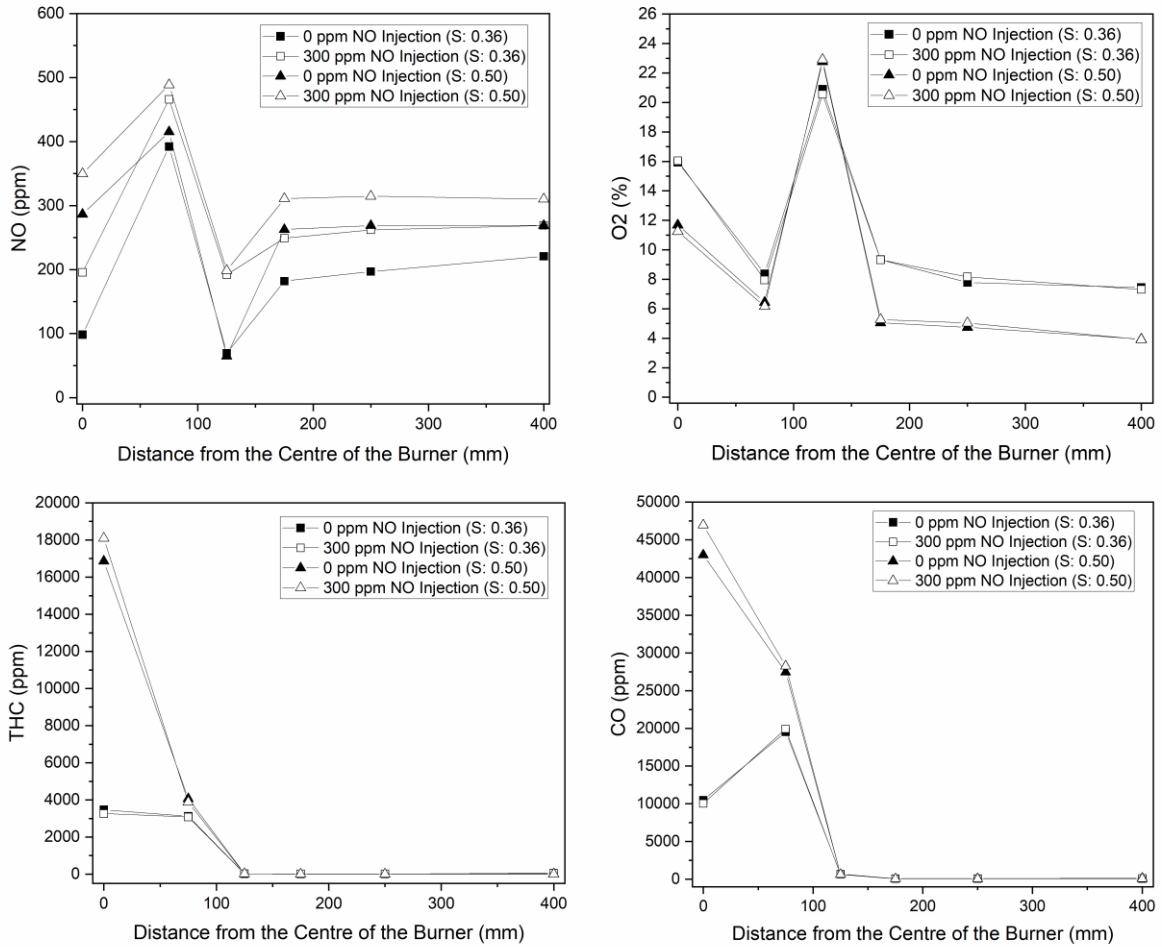 600
500
400
300
200
100
0
NO (ppm)
0 ppm NO Injection (S: 0.36)
300 ppm NO Injection (S: 0.36)
0 ppm NO Injection (S: 0.50)
300 ppm NO Injection (S: 0.50)
0 100 200 300 400
Distance from the Centre of the Burner (mm)
26
24
22
20
18
16
14
12
10
8
6
4
2
0
O2 (%)
0 ppm NO Injection (S: 0.36)
300 ppm NO Injection (S: 0.36)
0 ppm NO Injection (S: 0.50)
300 ppm NO Injection (S: 0.50)
0 100 200 300 400
Distance from the Centre of the Burner (mm)
20000
18000
16000
14000
12000
10000
8000
6000
4000
2000
0
THC (ppm)
0 ppm NO Injection (S: 0.36)
300 ppm NO Injection (S: 0.36)
0 ppm NO Injection (S: 0.50)
300 ppm NO Injection (S: 0.50)
0 100 200 300 400
Distance from the Centre of the Burner (mm)
50000
45000
40000
35000
30000
25000
20000
15000
10000
5000
0
CO (ppm)
0 ppm NO Injection (S: 0.36)
300 ppm NO Injection (S: 0.36)
0 ppm NO Injection (S: 0.50)
300 ppm NO Injection (S: 0.50)
0 100 200 300 400
Distance from the Centre of the Burner (mm)